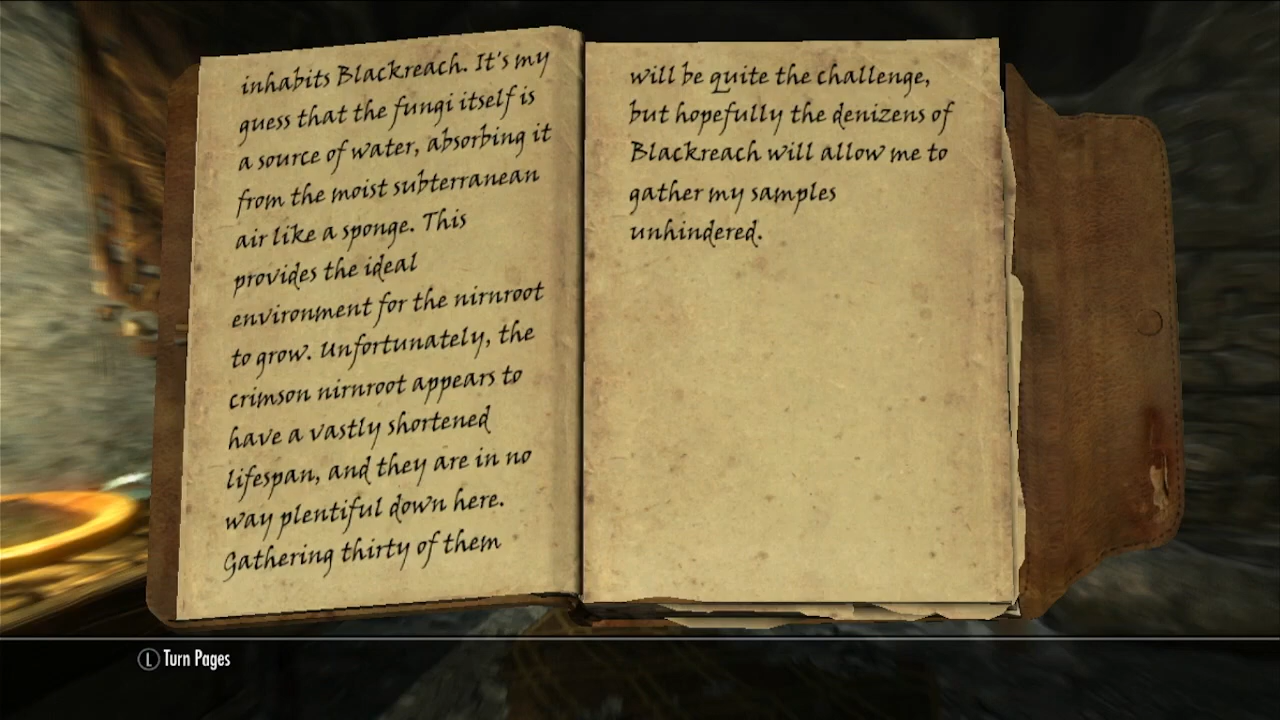 inhabits Blackreach. It's my
guess that the fungi itself is
a source of water, absorbing it
from the moist subterranean
air like a sponge. This
provides the ideal
environment for the nirnroot
to grow. Unfortunately, the
crimson nirnroot appears to
have a vastly shortened
lifespan, and they are in no
way plentiful down here.
Gathering thirty of them
will be quite the challenge,
but hopefully the denizens of
Blackreach will allow me to
gather my samples
unhindered.
L Turn Pages